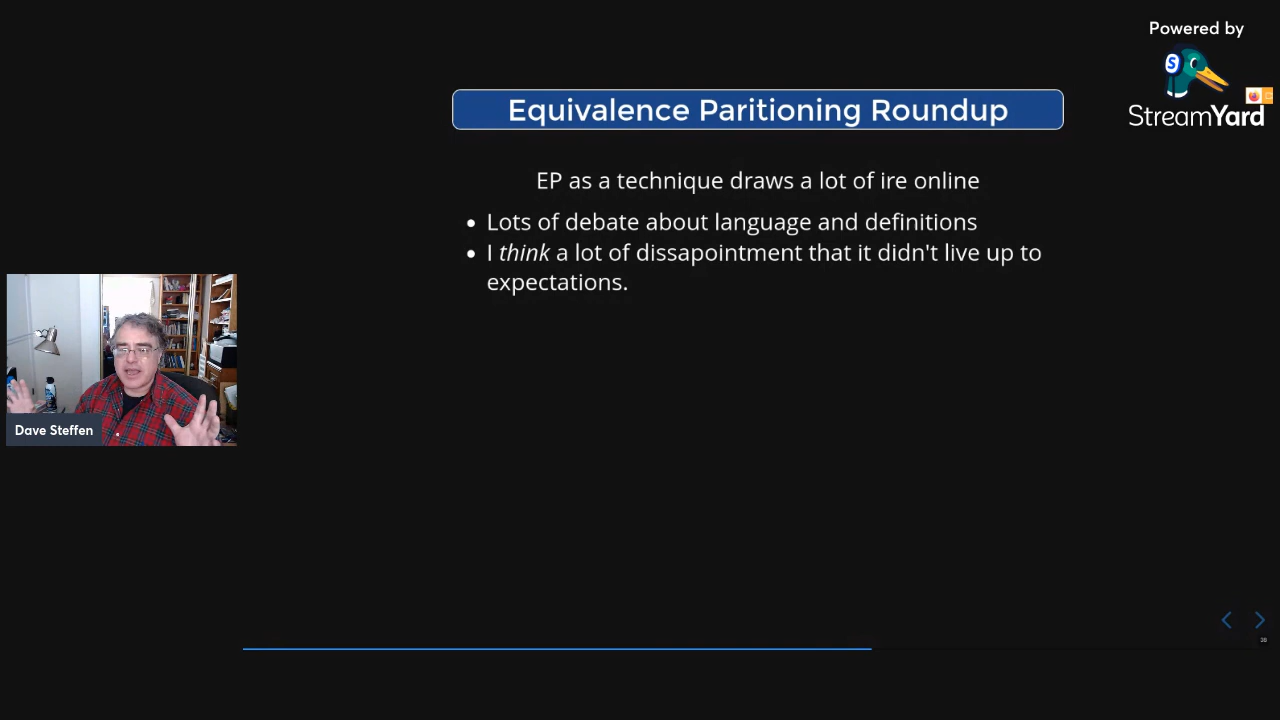 Powered by
S
StreamYard
Equivalence Paritioning Roundup
EP as a technique draws a lot of ire online
Lots of debate about language and definitions
I think a lot of dissapointment that it didn't live up to
expectations.
Dave Steffen